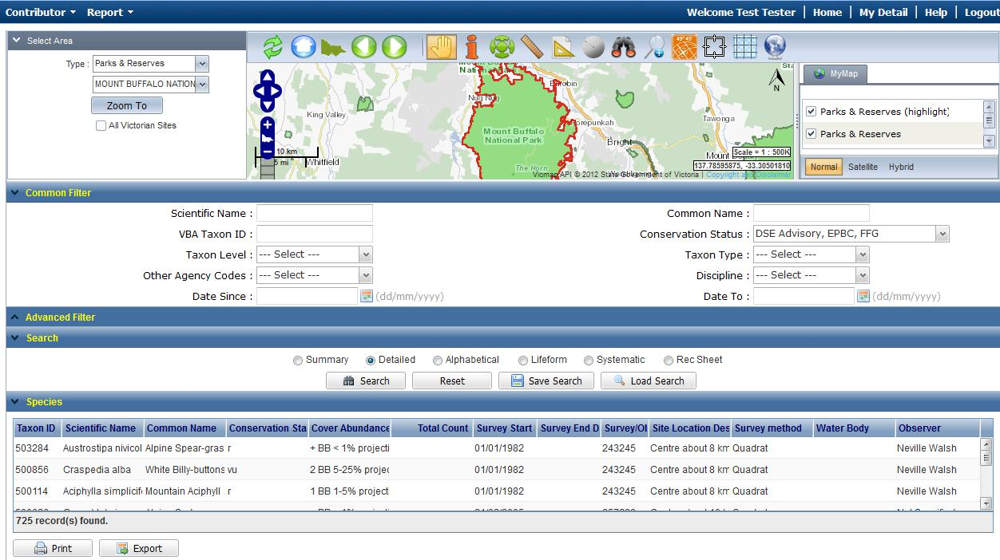 Contributor Report Welcome Test Tester Home My Detail Help Logout
Select Area
Type : Parks & Reserves
MOUNT BUFFALO NATION
Zoom To
All Victorian Sites
49°45'
National Park
Barobin
Nug Nug
King Valley
Mount Buffalo
National Park
Porepunkah
Tawonga
Bright
Mount
The Horn
Whitfield
10 km
5 mi
N
Scale = 1 : 500K
137.78595875, -33.30501810
Vicmap API © 2012 State Government of Victoria | Copyright and Disclaimer
MyMap
Parks & Reserves (highlight)
Parks & Reserves
Normal Satellite Hybrid
Common Filter
Scientific Name : Common Name :
VBA Taxon ID : Conservation Status : DSE Advisory, EPBC, FFG
Taxon Level : --- Select --- Taxon Type : --- Select ---
Other Agency Codes : --- Select --- Discipline : --- Select ---
Date Since : (dd/mm/yyyy) Date To : (dd/mm/yyyy)
Advanced Filter
Search
Summary Detailed Alphabetical Lifeform Systematic Rec Sheet
Search Reset Save Search Load Search
Species
Taxon ID Scientific Name Common Name Conservation Sta Cover Abundance Total Count Survey Start Survey End D Survey/Ol Site Location Des Survey method Water Body Observer
503284 Austrostipa nivicol Alpine Spear-gras r + BB < 1% projecti 01/01/1982 243245 Centre about 8 km Quadrat Neville Walsh
500856 Craspedia alba White Billy-buttons vu 2 BB 5-25% projec 01/01/1982 243245 Centre about 8 km Quadrat Neville Walsh
500114 Aciphylla simplicif Mountain Aciphyll r 1 BB 1-5% project 01/01/1982 243245 Centre about 8 km Quadrat Neville Walsh
725 record(s) found.
Print Export